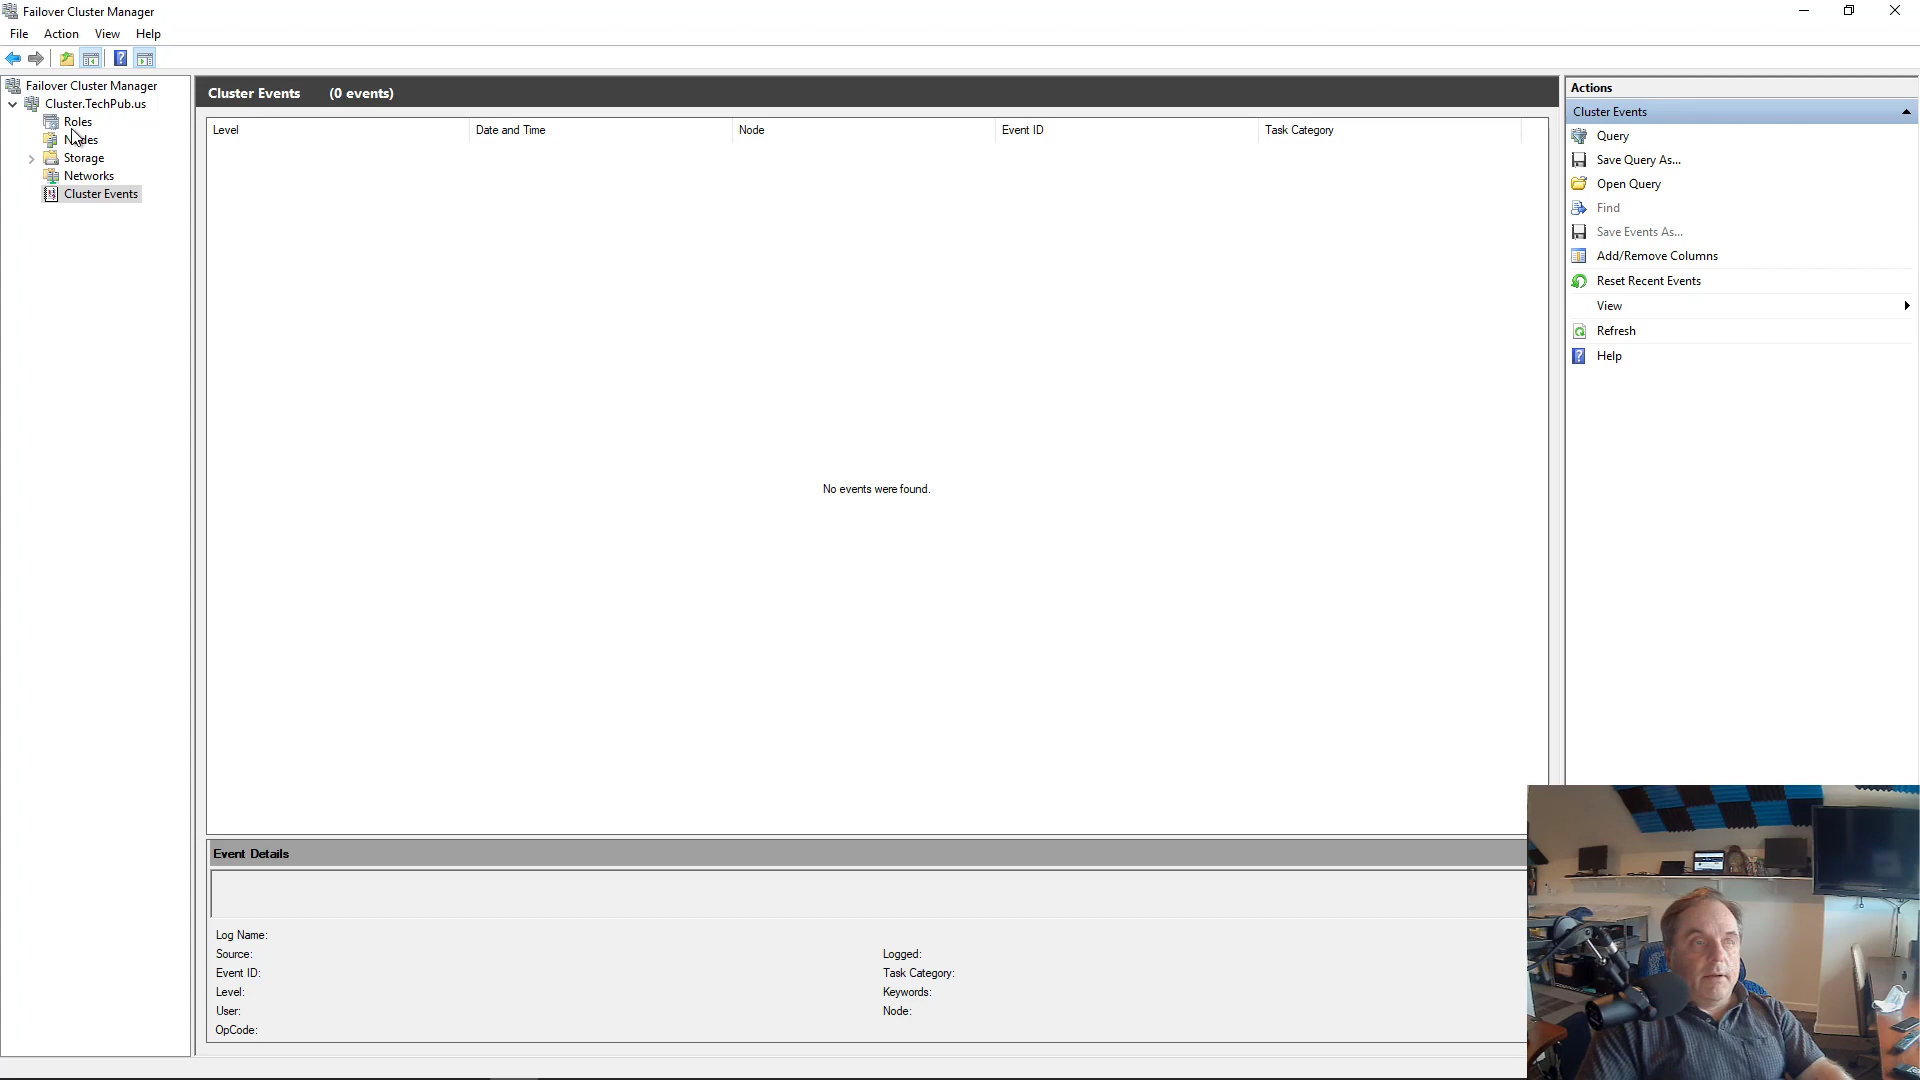 Failover Cluster Manager
File Action View Help
Failover Cluster Manager
Cluster.TechPub.us
Roles
Nodes
Storage
Networks
Cluster Events
Cluster Events (0 events)
Level Date and Time Node Event ID Task Category
No events were found.
Event Details
Log Name:
Source: Logged:
Event ID: Task Category:
Level: Keywords:
User: Node:
OpCode:
Actions
Cluster Events
Query
Save Query As...
Open Query
Find
Save Events As...
Add/Remove Columns
Reset Recent Events
View
Refresh
Help